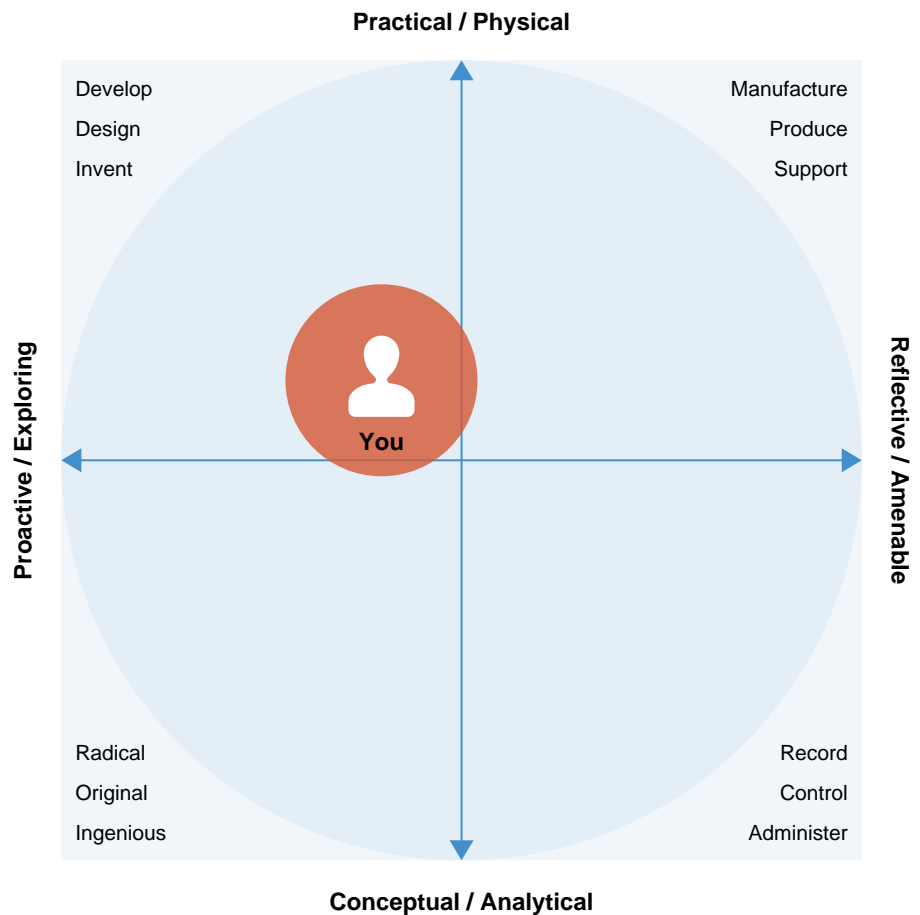 Practical / Physical
Develop
Design
Invent
Manufacture
Produce
Support
Proactive / Exploring
You
Reflective / Amenable
Radical
Original
Ingenious
Record
Control
Administer
Conceptual / Analytical